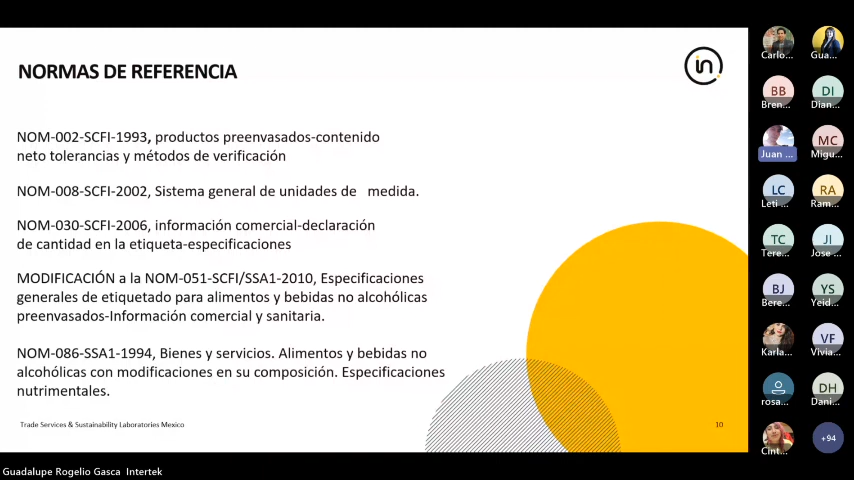 NORMAS DE REFERENCIA
in
NOM-002-SCFI-1993, productos preenvasados-contenido
neto tolerancias y métodos de verificación
NOM-008-SCFI-2002, Sistema general de unidades de medida.
NOM-030-SCFI-2006, información comercial-declaración
de cantidad en la etiqueta-especificaciones
MODIFICACIÓN a la NOM-051-SCFI/SSA1-2010, Especificaciones
generales de etiquetado para alimentos y bebidas no alcohólicas
preenvasados-Información comercial y sanitaria.
NOM-086-SSA1-1994, Bienes y servicios. Alimentos y bebidas no
alcohólicas con modificaciones en su composición. Especificaciones
nutrimentales.
Trade Services & Sustainability Laboratories Mexico
10
Carlo...
Gua...
BB
Bren...
DI
Dian...
Juan ...
MC
Migu...
LC
Leti ...
RA
Ram...
TC
Tere...
JI
Jose ...
BJ
Bere...
YS
Yeid...
Karla...
VF
Vivia...
rosa...
DH
Dani...
Cint...
+94
Guadalupe Rogelio Gasca Intertek